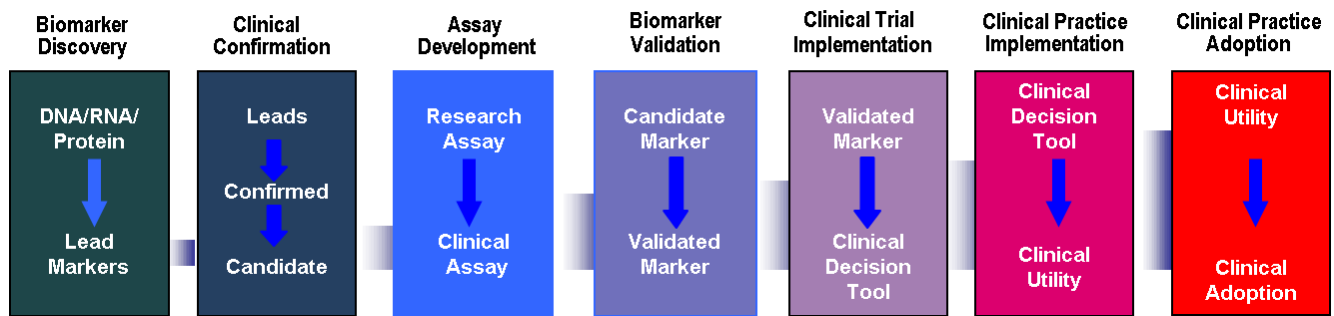 Biomarker
Discovery
DNA/RNA/
Protein
Lead
Markers
Clinical
Confirmation
Leads
Confirmed
Candidate
Assay
Development
Research
Assay
Clinical
Assay
Biomarker
Validation
Candidate
Marker
Validated
Marker
Clinical Trial
Implementation
Validated
Marker
Clinical
Decision
Tool
Clinical Practice
Implementation
Clinical
Decision
Tool
Clinical
Utility
Clinical Practice
Adoption
Clinical
Utility
Clinical
Adoption